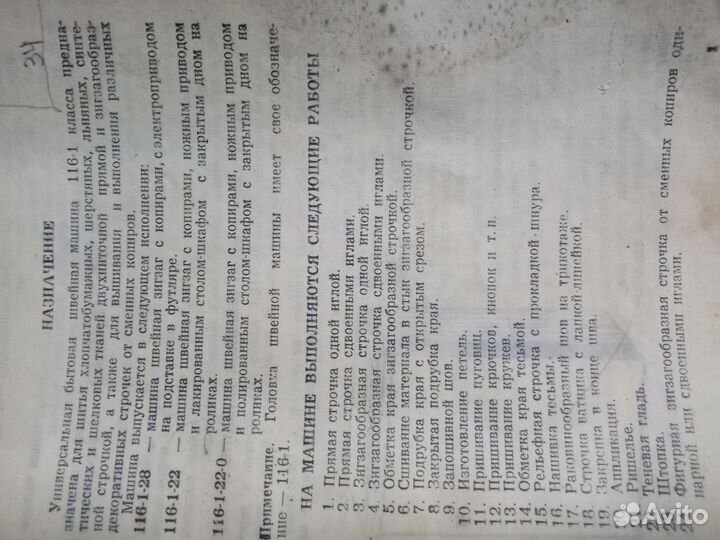 34
НАЗНАЧЕНИЕ
Универсальная бытовая швейная машина 116-1 класса предна-
значена для шитья хлопчатобумажных, шерстяных, льняных, синте-
тических и шелковых тканей двухниточной прямой и зигзагообраз-
ной строчкой, а также для вышивания и выполнения различных
декоративных строчек от сменных копиров.
Машина выпускается в следующем исполнении:
116-1-28 — машина швейная зигзаг с копирами, с электроприводом
на подставке в футляре.
116-1-22 — машина швейная зигзаг с копирами, ножным приводом
и лакированным столом-шкафом с закрытым дном на
роликах.
116-1-22-0 — машина швейная зигзаг с копирами, ножным приводом
и полированным столом-шкафом с закрытым дном на
роликах.
Примечание. Головка швейной машины имеет свое обозначе-
ние — 116-1.
НА МАШИНЕ ВЫПОЛНЯЮТСЯ СЛЕДУЮЩИЕ РАБОТЫ
1. Прямая строчка одной иглой.
2. Прямая строчка сдвоенными иглами.
3. Зигзагообразная строчка одной иглой.
4. Зигзагообразная строчка сдвоенными иглами.
5. Обметка края зигзагообразной строчкой.
6. Сшивание материала в стык зигзагообразной строчкой.
7. Подрубка края с открытым срезом.
8. Закрытая подрубка края.
9. Запошивной шов.
10. Изготовление петель.
11. Пришивание пуговиц.
12. Пришивание крючков, кнопок и т. п.
13. Пришивание кружев.
14. Обметка края тесьмой.
15. Рельефная строчка с прокладкой шнура.
16. Нашивка тесьмы.
17. Раковинообразный шов на трикотаже.
18. Строчка ватника с лапкой-линейкой.
19. Закрепка в конце шва.
Аппликация.
Ришелье.
Теневая гладь.
Штопка.
Фигурная зигзагообразная строчка от сменных копиров оди-
нарной или сдвоенными иглами.
1
Avito